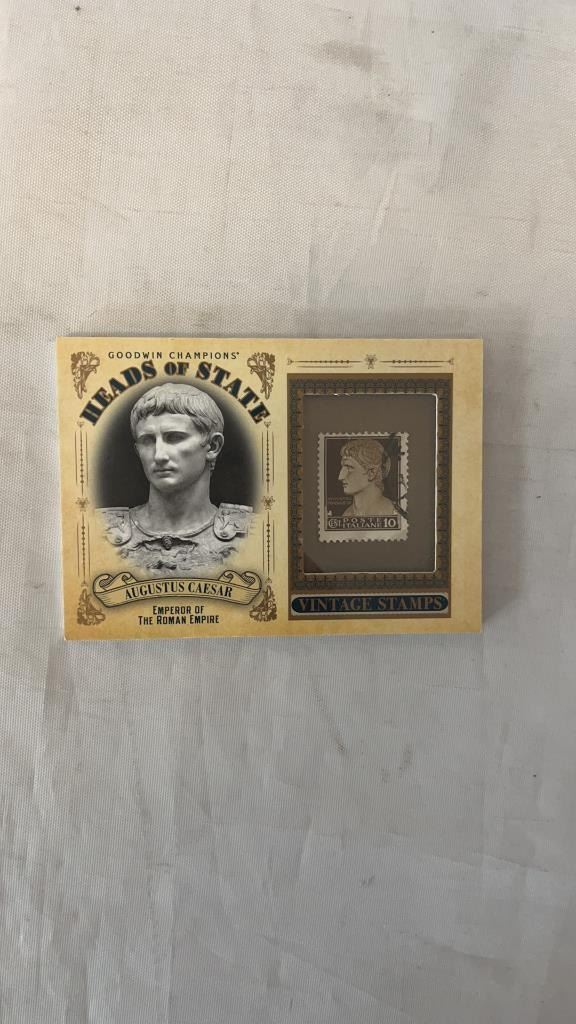 GOODWIN CHAMPIONS®
HEADS OF STATE
AUGUSTUS CAESAR
EMPEROR OF
THE ROMAN EMPIRE
POSTE
ITALIANE
10
VINTAGE STAMPS